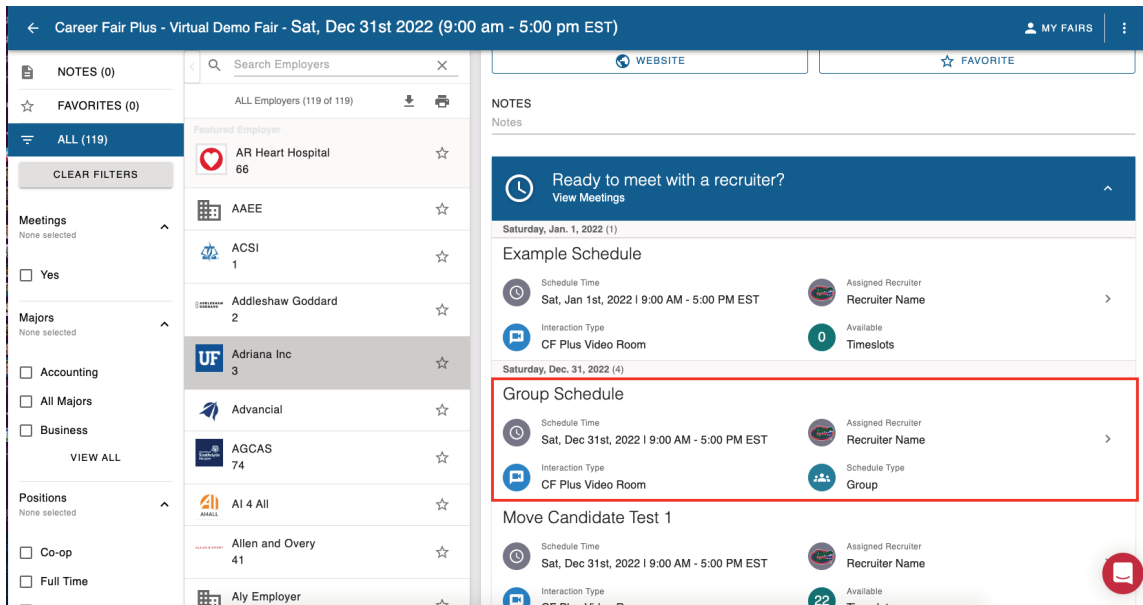 Career Fair Plus - Virtual Demo Fair - Sat, Dec 31st 2022 (9:00 am - 5:00 pm EST)
MY FAIRS
NOTES (0)
FAVORITES (0)
ALL (119)
CLEAR FILTERS
Meetings
None selected
Yes
Majors
None selected
Accounting
All Majors
Business
VIEW ALL
Positions
None selected
Co-op
Full Time
Search Employers
ALL Employers (119 of 119)
Featured Employer
AR Heart Hospital
66
AAEE
ACSI
1
Addleshaw Goddard
2
UF
Adriana Inc
3
Advancial
AGCAS
74
AI4ALL
AI 4 All
Allen and Overy
41
Aly Employer
WEBSITE
FAVORITE
NOTES
Notes
Ready to meet with a recruiter?
View Meetings
Saturday, Jan. 1, 2022 (1)
Example Schedule
Schedule Time
Sat, Jan 1st, 2022 | 9:00 AM - 5:00 PM EST
Assigned Recruiter
Recruiter Name
Interaction Type
CF Plus Video Room
0
Available
Timeslots
Saturday, Dec. 31, 2022 (4)
Group Schedule
Schedule Time
Sat, Dec 31st, 2022 | 9:00 AM - 5:00 PM EST
Assigned Recruiter
Recruiter Name
Interaction Type
CF Plus Video Room
Schedule Type
Group
Move Candidate Test 1
Schedule Time
Sat, Dec 31st, 2022 | 9:00 AM - 5:00 PM EST
Assigned Recruiter
Recruiter Name
Interaction Type
CF Plus Video Room
22
Available